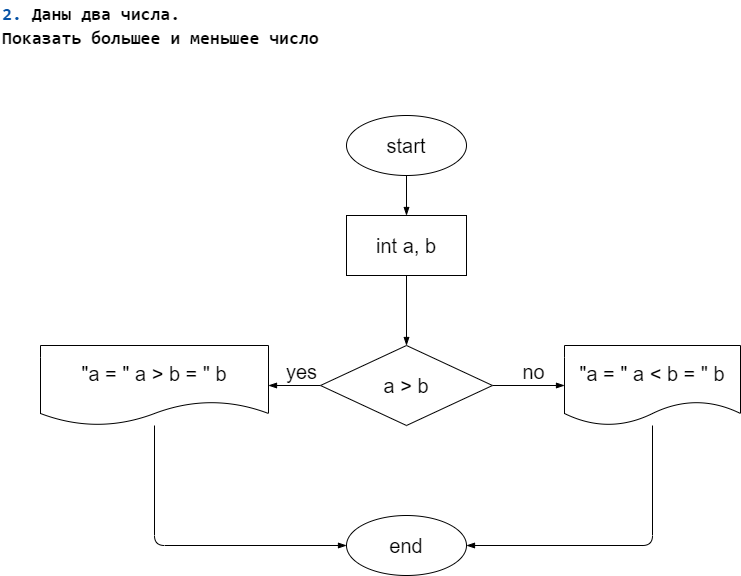 2. Даны два числа.
Показать большее и меньшее число
start
int a, b
yes
a > b
no
"a = " a > b = " b
"a = " a < b = " b
end